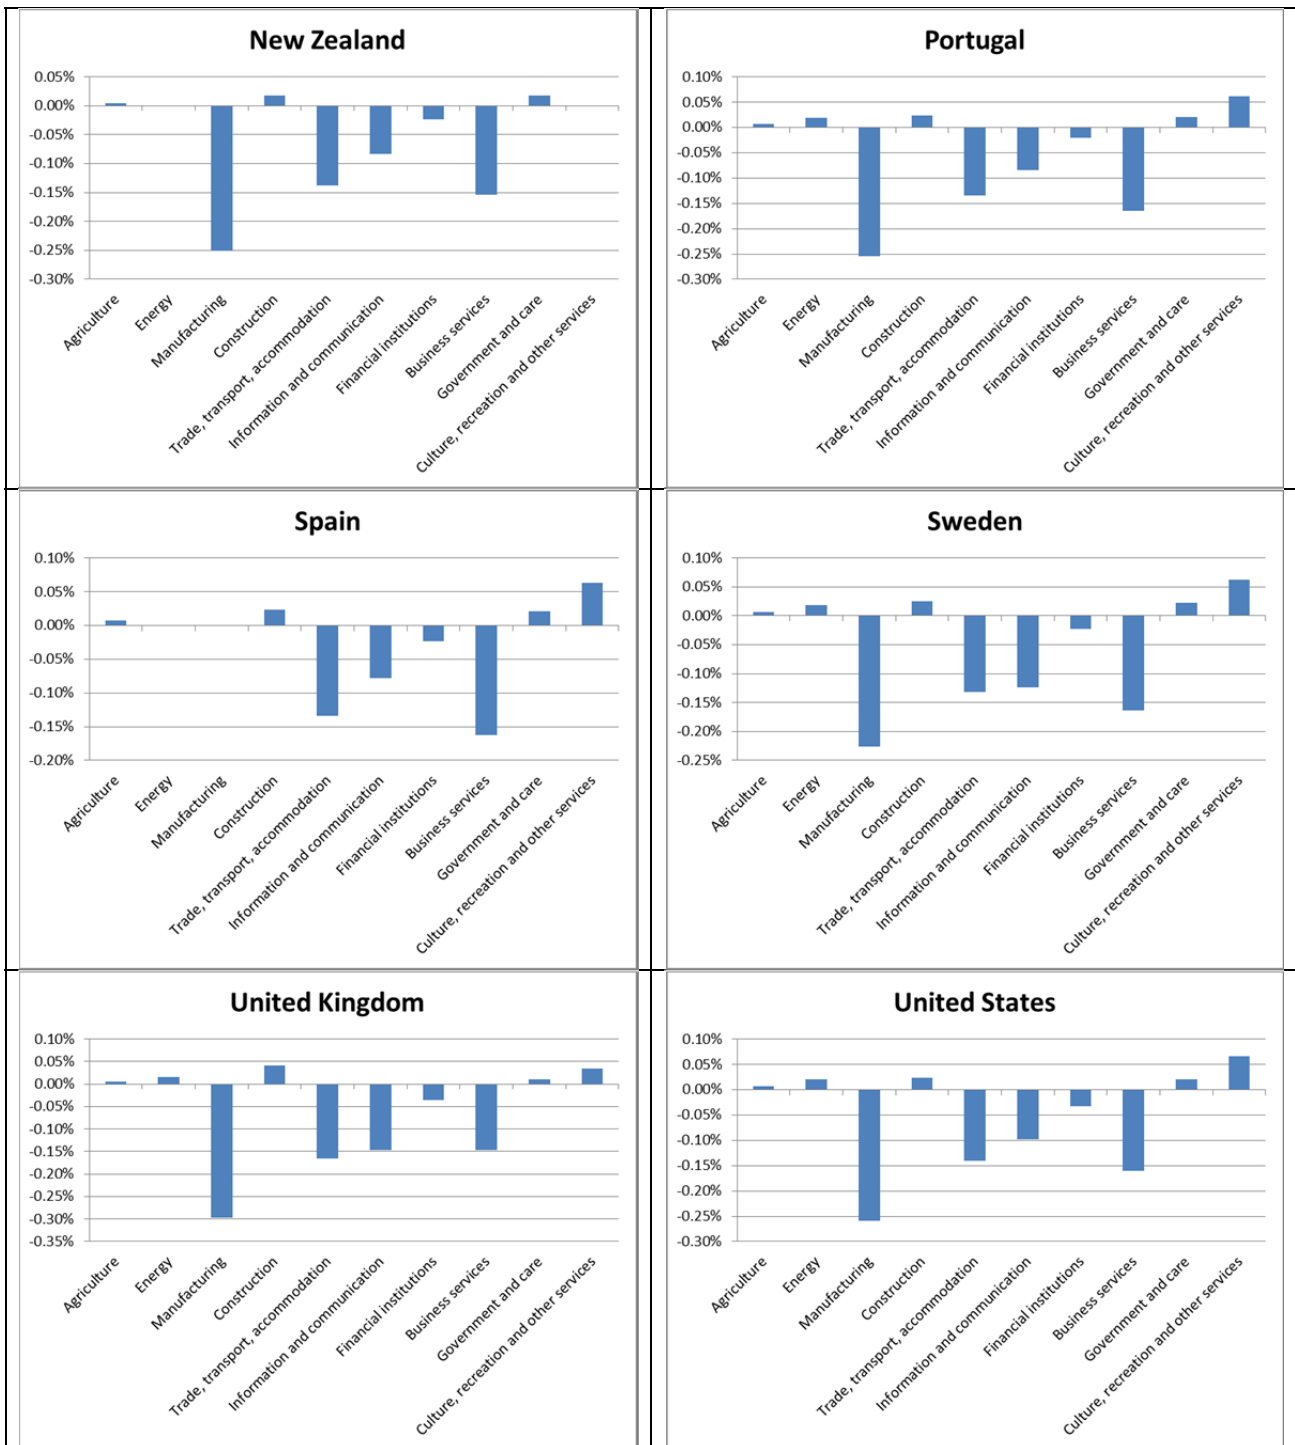 New Zealand
0.05%
0.00%
-0.05%
-0.10%
-0.15%
-0.20%
-0.25%
-0.30%
Agriculture
Energy
Manufacturing
Construction
Trade, transport, accommodation
Information and communication
Financial institutions
Business services
Government and care
Culture, recreation and other services
Portugal
0.10%
0.05%
0.00%
-0.05%
-0.10%
-0.15%
-0.20%
-0.25%
-0.30%
Agriculture
Energy
Manufacturing
Construction
Trade, transport, accommodation
Information and communication
Financial institutions
Business services
Government and care
Culture, recreation and other services
Spain
0.10%
0.05%
0.00%
-0.05%
-0.10%
-0.15%
-0.20%
Agriculture
Energy
Manufacturing
Construction
Trade, transport, accommodation
Information and communication
Financial institutions
Business services
Government and care
Culture, recreation and other services
Sweden
0.10%
0.05%
0.00%
-0.05%
-0.10%
-0.15%
-0.20%
-0.25%
Agriculture
Energy
Manufacturing
Construction
Trade, transport, accommodation
Information and communication
Financial institutions
Business services
Government and care
Culture, recreation and other services
United Kingdom
0.10%
0.05%
0.00%
-0.05%
-0.10%
-0.15%
-0.20%
-0.25%
-0.30%
-0.35%
Agriculture
Energy
Manufacturing
Construction
Trade, transport, accommodation
Information and communication
Financial institutions
Business services
Government and care
Culture, recreation and other services
United States
0.10%
0.05%
0.00%
-0.05%
-0.10%
-0.15%
-0.20%
-0.25%
-0.30%
Agriculture
Energy
Manufacturing
Construction
Trade, transport, accommodation
Information and communication
Financial institutions
Business services
Government and care
Culture, recreation and other services